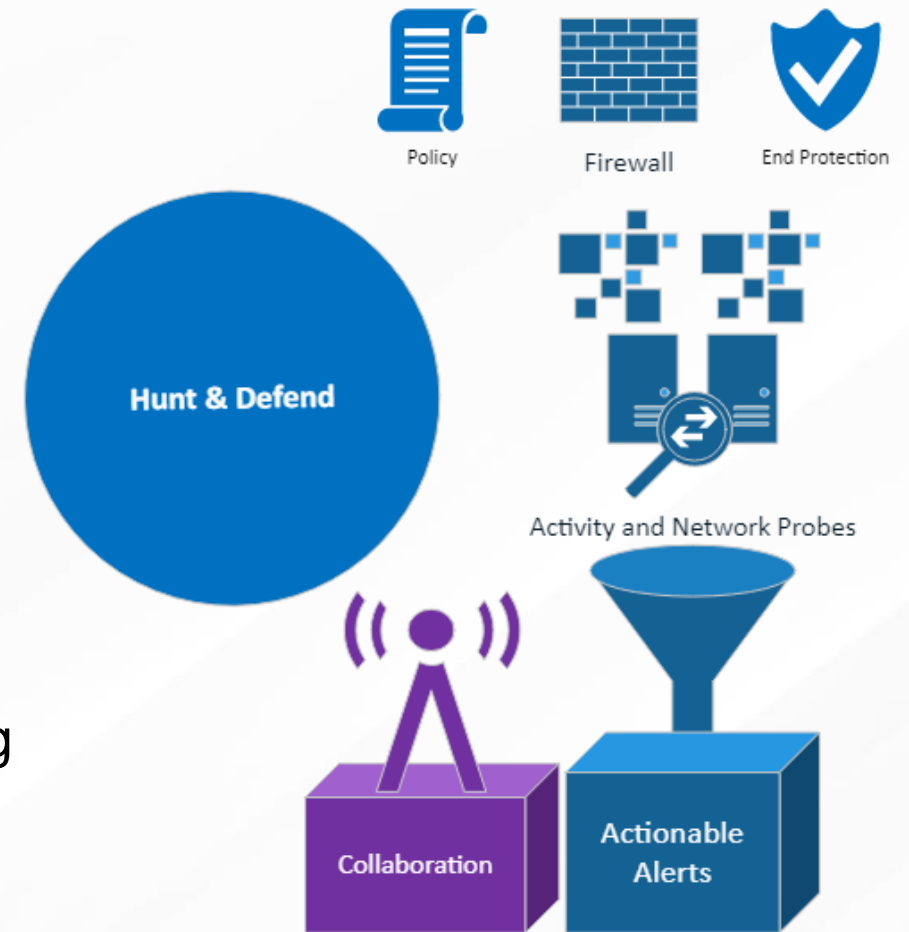 Policy
Firewall
End Protection
Hunt & Defend
Activity and Network Probes
g
Collaboration
Actionable
Alerts